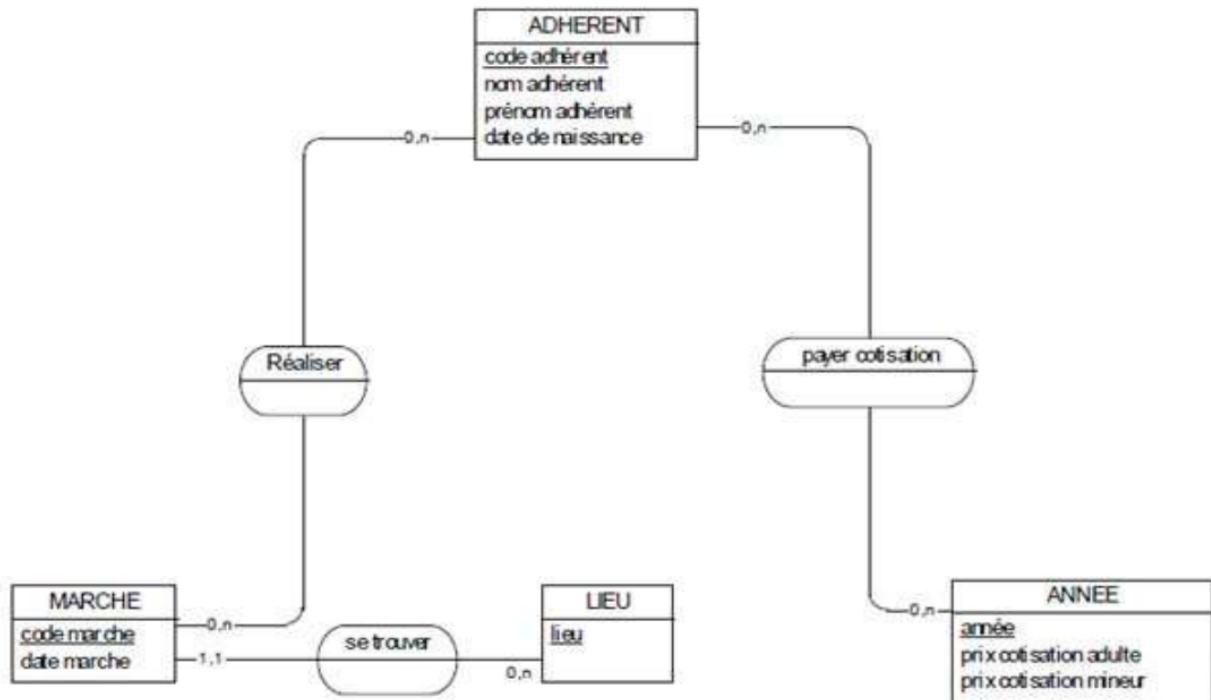 ADHERENT
code adhérent
nom adhérent
prénom adhérent
date de naissance
0,n
0,n
Réaliser
payer cotisation
MARCHE
code marche
date marche
0,n
1,1
se trouver
0,n
LIEU
lieu
0,n
ANNEE
année
prix cotisation adulte
prix cotisation mineur